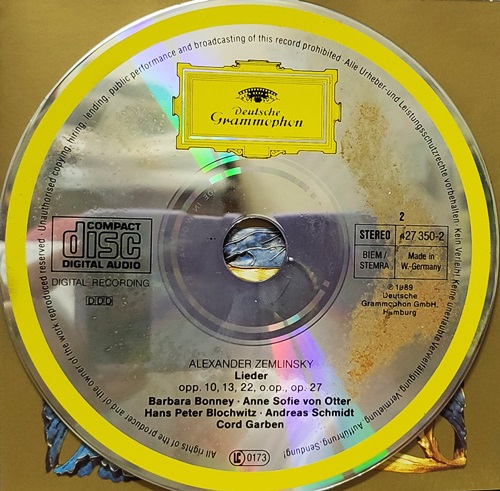 All rights of the producer and of the owner of the work reproduced reserved · Unauthorised copying, hiring, lending, public performance and broadcasting of this record prohibited · Alle Urheber- und Leistungsschutzrechte vorbehalten · Kein Verleih! Keine unerlaubte Vervielfältigung, Vermietung, Aufführung, Sendung!
Deutsche
Grammophon
COMPACT
disc
DIGITAL AUDIO
DIGITAL RECORDING
DDD
2
STEREO
427 350-2
BIEM/
STEMRA
Made in
W.-Germany
℗ 1989
Deutsche
Grammophon GmbH,
Hamburg
ALEXANDER ZEMLINSKY
Lieder
opp. 10, 13, 22, o.op., op. 27
Barbara Bonney · Anne Sofie von Otter
Hans Peter Blochwitz · Andreas Schmidt
Cord Garben
LC 0173